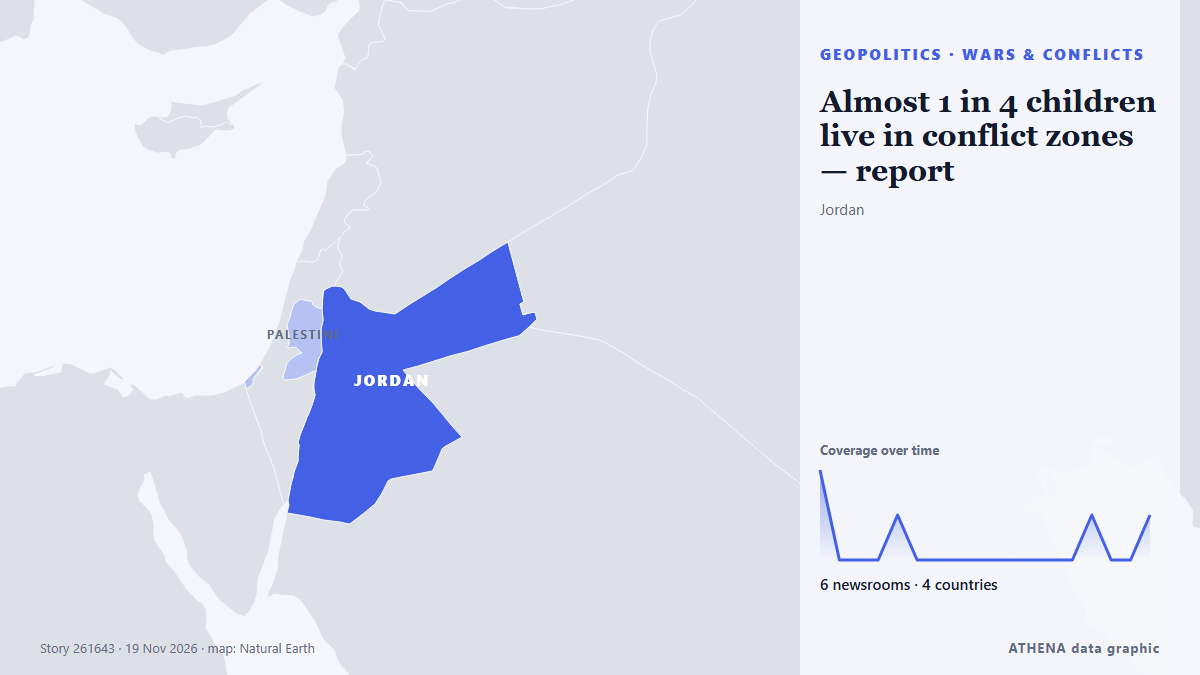 GEOPOLITICS · WARS & CONFLICTS
Almost 1 in 4 children
live in conflict zones
— report
Jordan
PALESTINE
JORDAN
Coverage over time
6 newsrooms · 4 countries
Story 261643 · 19 Nov 2026 · map: Natural Earth
ATHENA data graphic